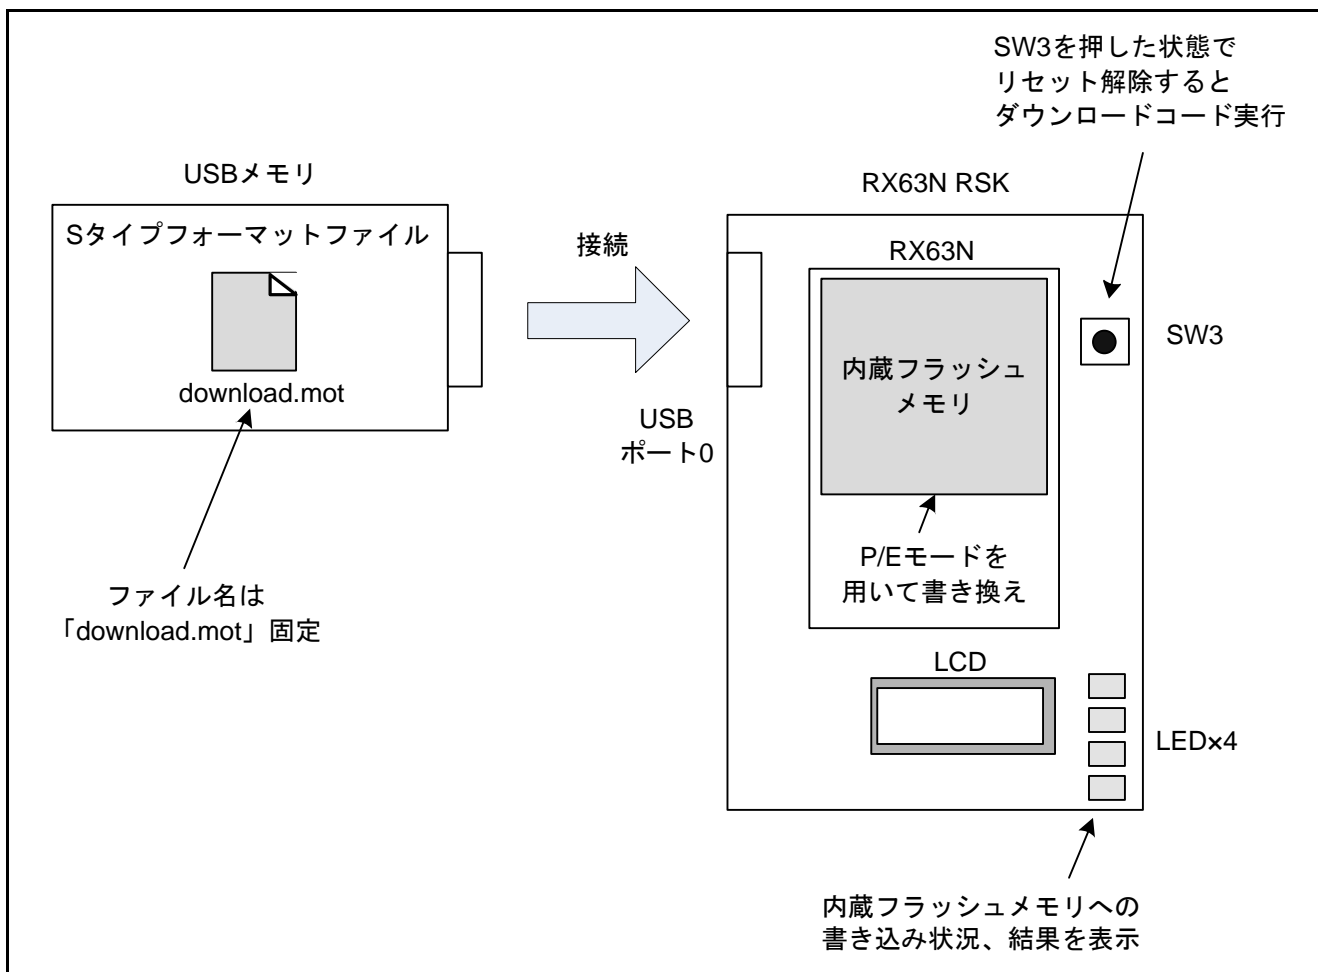 SW3を押した状態で
リセット解除すると
ダウンロードコード実行
USBメモリ
RX63N RSK
Sタイプフォーマットファイル
接続
RX63N
SW3
内蔵フラッシュ
メモリ
download.mot
USB
ポート0
P/Eモードを
用いて書き換え
ファイル名は
「download.mot」固定
LCD
LED×4
内蔵フラッシュメモリへの
書き込み状況、結果を表示